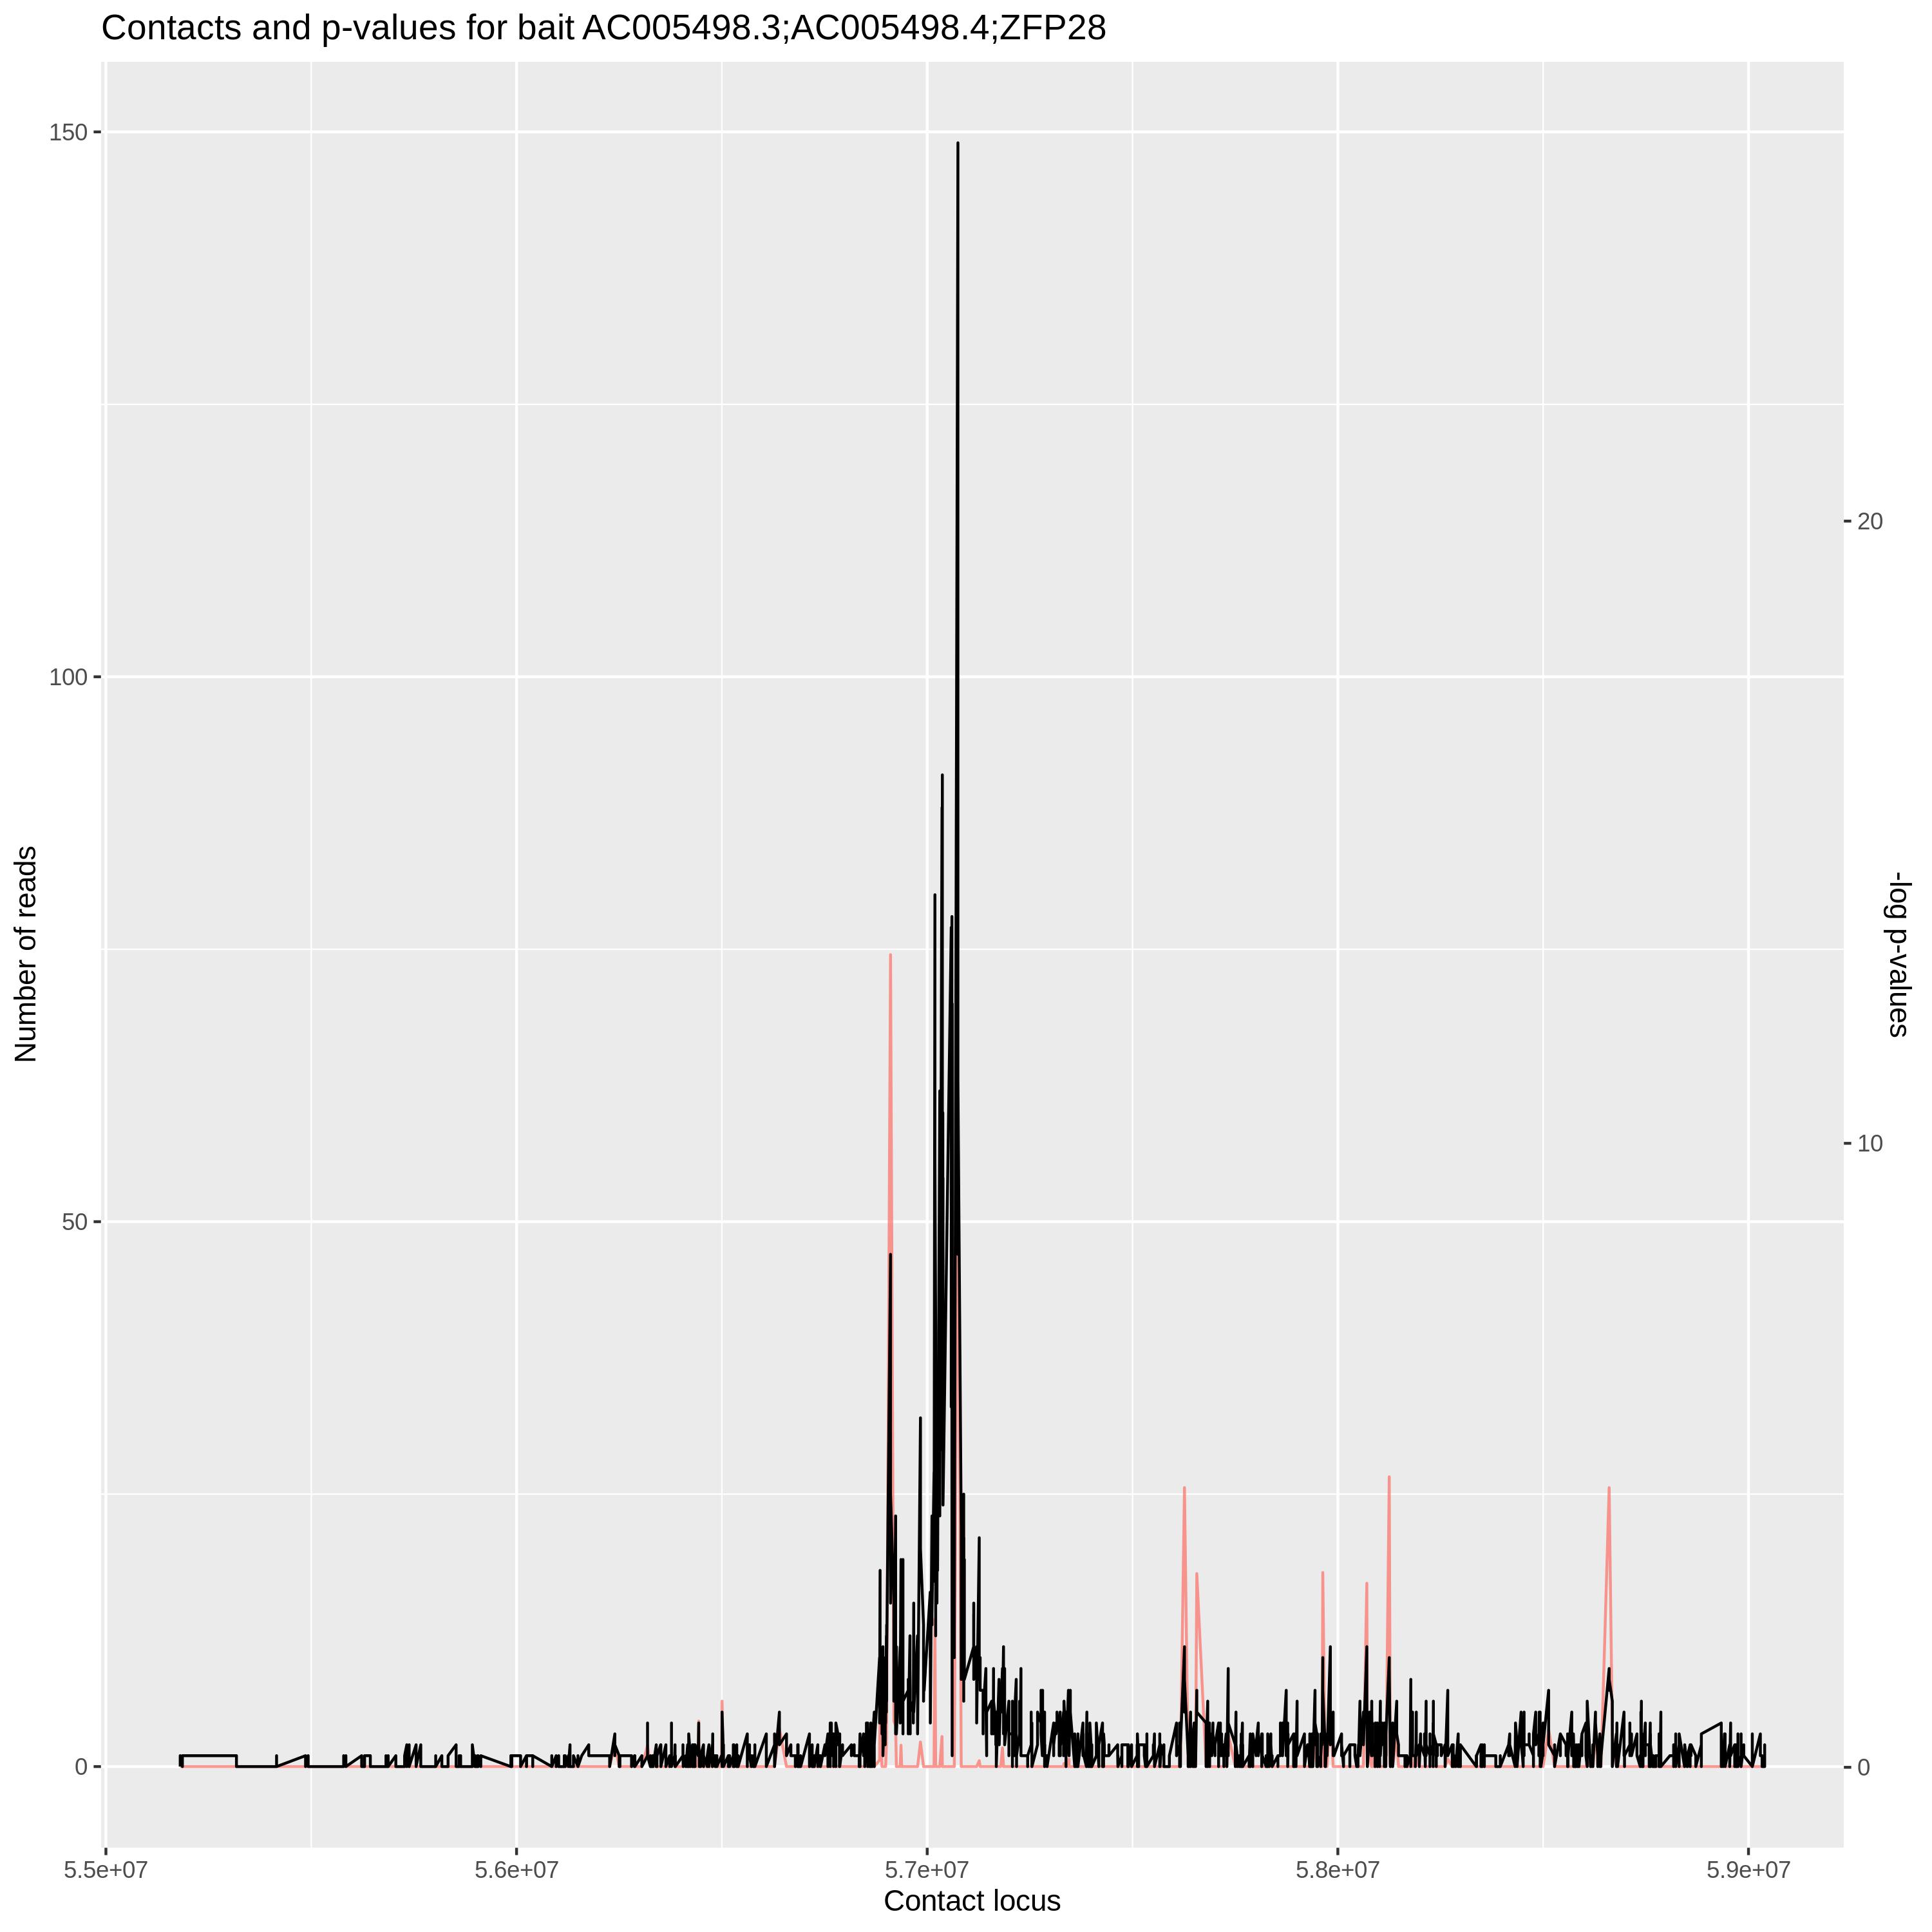 Contacts and p-values for bait AC005498.3;AC005498.4;ZFP28
150
100
50
0
Number of reads
20
10
0
-log p-values
5.5e+07
5.6e+07
5.7e+07
5.8e+07
5.9e+07
Contact locus